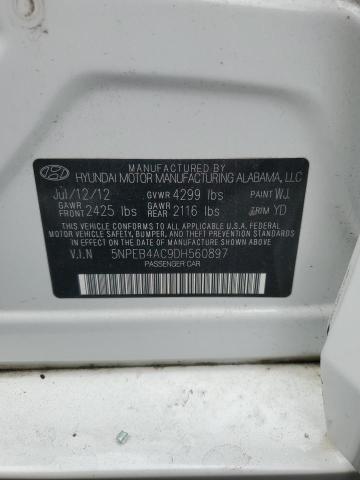 MANUFACTURED BY
HYUNDAI MOTOR MANUFACTURING ALABAMA, LLC
Jul/12/12 GVWR 4299 lbs PAINT WJ
GAWR FRONT 2425 lbs GAWR REAR 2116 lbs TRIM YD
THIS VEHICLE CONFORMS TO ALL APPLICABLE U.S.A FEDERAL
MOTOR VEHICLE SAFETY, BUMPER, AND THEFT PREVENTION
STANDARDS IN EFFECT ON THE DATE OF MANUFACTURE SHOWN ABOVE.
V.I.N 5NPEB4AC9DH560897
PASSENGER CAR